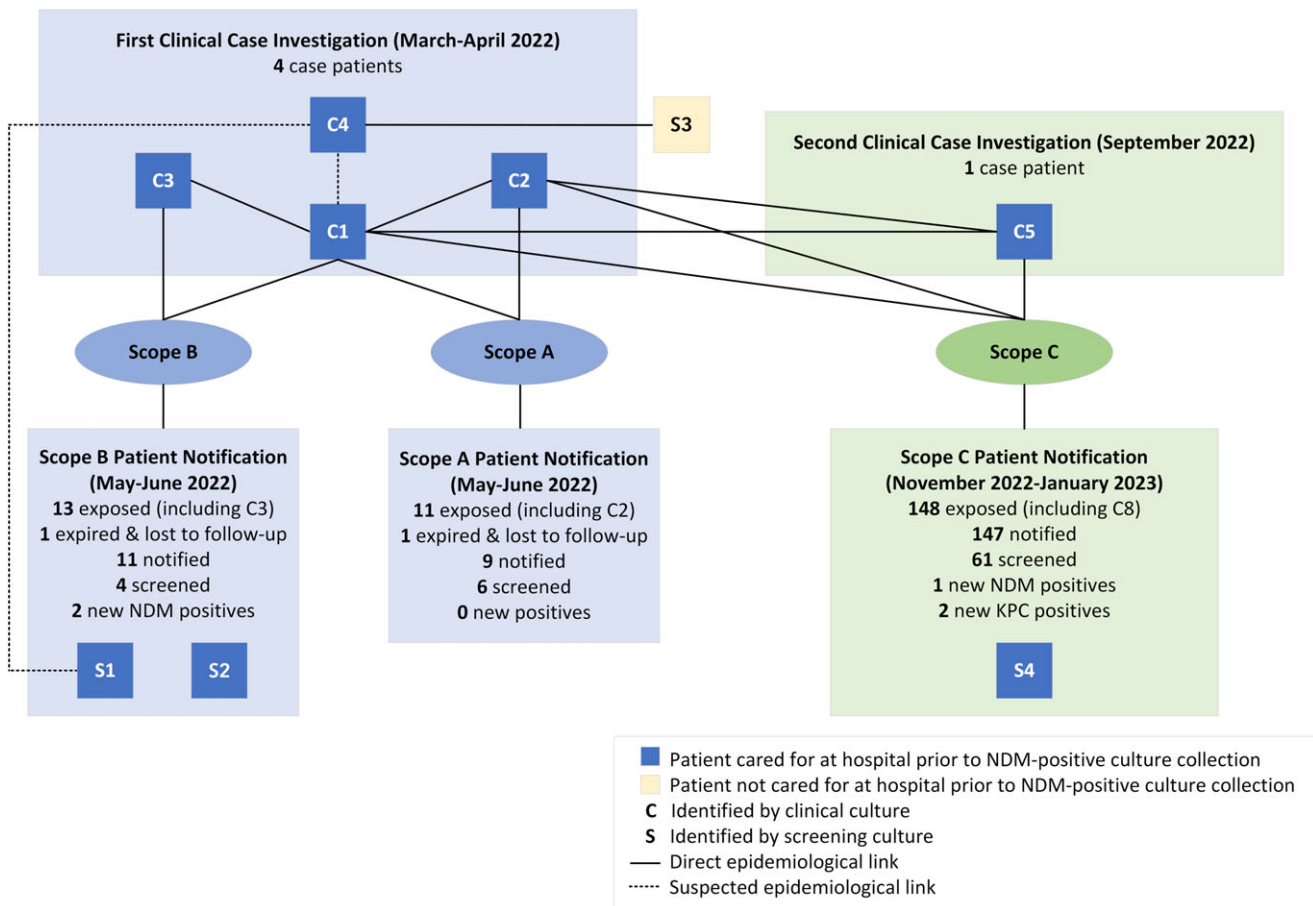 First Clinical Case Investigation (March-April 2022)
4 case patients
C4
S3
Second Clinical Case Investigation (September 2022)
1 case patient
C3
C2
C1
C5
Scope B
Scope A
Scope C
Scope B Patient Notification
(May-June 2022)
13 exposed (including C3)
1 expired & lost to follow-up
11 notified
4 screened
2 new NDM positives
S1
S2
Scope A Patient Notification
(May-June 2022)
11 exposed (including C2)
1 expired & lost to follow-up
9 notified
6 screened
0 new positives
Scope C Patient Notification
(November 2022-January 2023)
148 exposed (including C8)
147 notified
61 screened
1 new NDM positives
2 new KPC positives
S4
Patient cared for at hospital prior to NDM-positive culture collection
Patient not cared for at hospital prior to NDM-positive culture collection
C Identified by clinical culture
S Identified by screening culture
Direct epidemiological link
Suspected epidemiological link